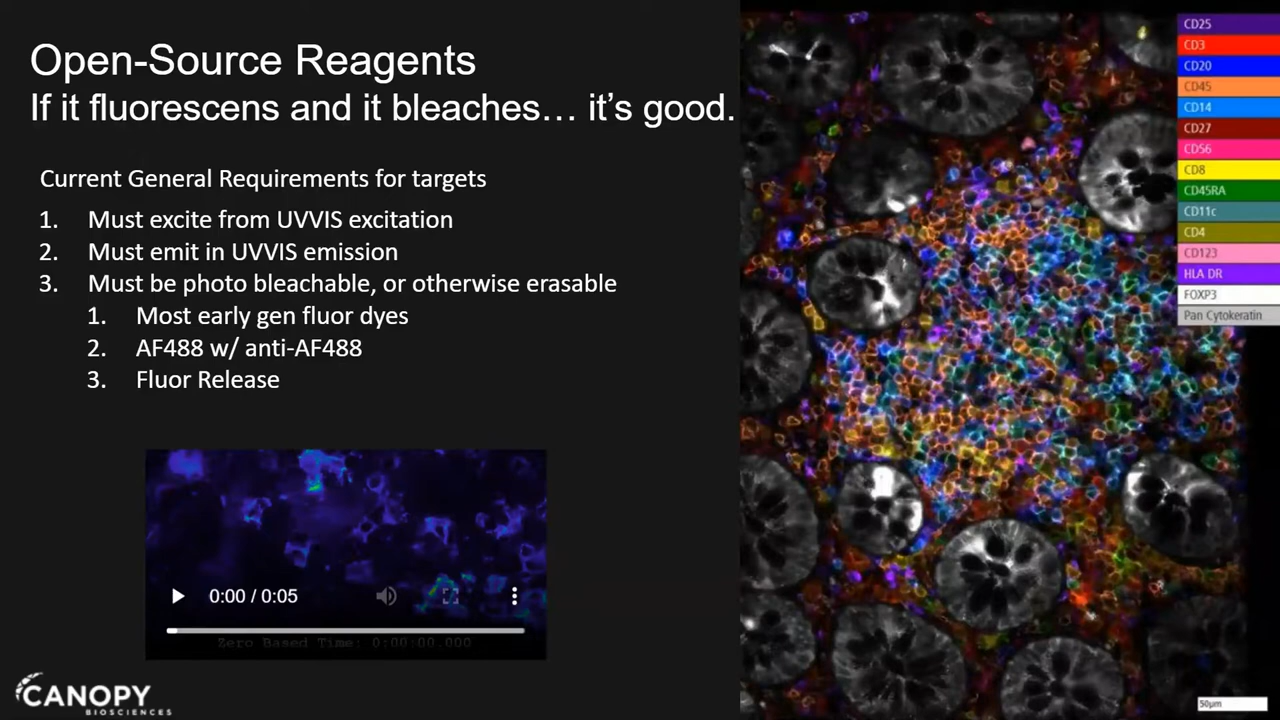 Open-Source Reagents
If it fluorescens and it bleaches… it's good.
Current General Requirements for targets
1. Must excite from UVVIS excitation
2. Must emit in UVVIS emission
3. Must be photo bleachable, or otherwise erasable
1. Most early gen fluor dyes
2. AF488 w/ anti-AF488
3. Fluor Release
0:00 / 0:05
Zero Based Time: 0:00:00.000
CANOPY
BIOSCIENCES
CD25
CD3
CD20
CD45
CD14
CD27
CD56
CD8
CD45RA
CD11c
CD4
CD123
HLA DR
FOXP3
Pan Cytokeratin
50µm